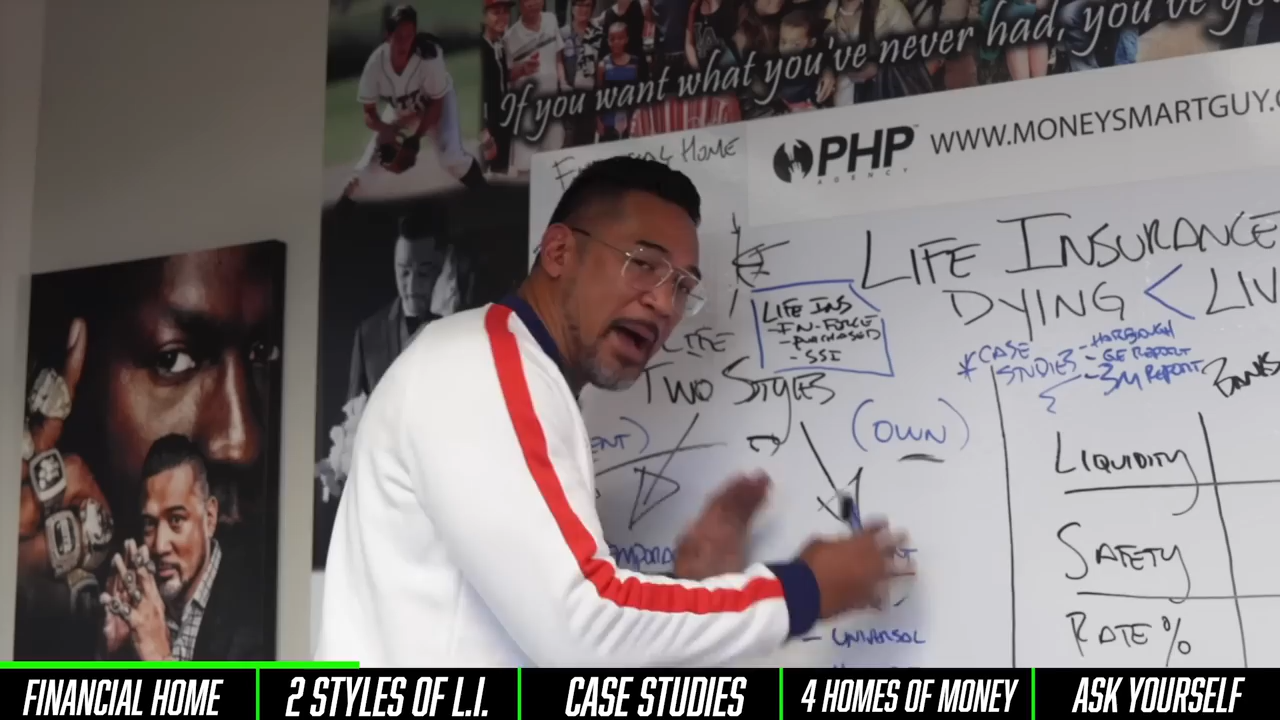 If you want what you've never had, you've
PHP
AGENCY
WWW.MONEYSMARTGUY.
HOME
LIFE INSURANCE
DYING < LIV
LIFE INS
-IN-FORCE
-PURCHASED
-SSI
LIFE
TWO STYLES
*CASE STUDIES
-GE REPORT
-3M REPORT
BANKS
(OWN)
LIQUIDITY
SAFETY
RATE%
- UNIVERSAL
FINANCIAL HOME
2 STYLES OF L.I.
CASE STUDIES
4 HOMES OF MONEY
ASK YOURSELF